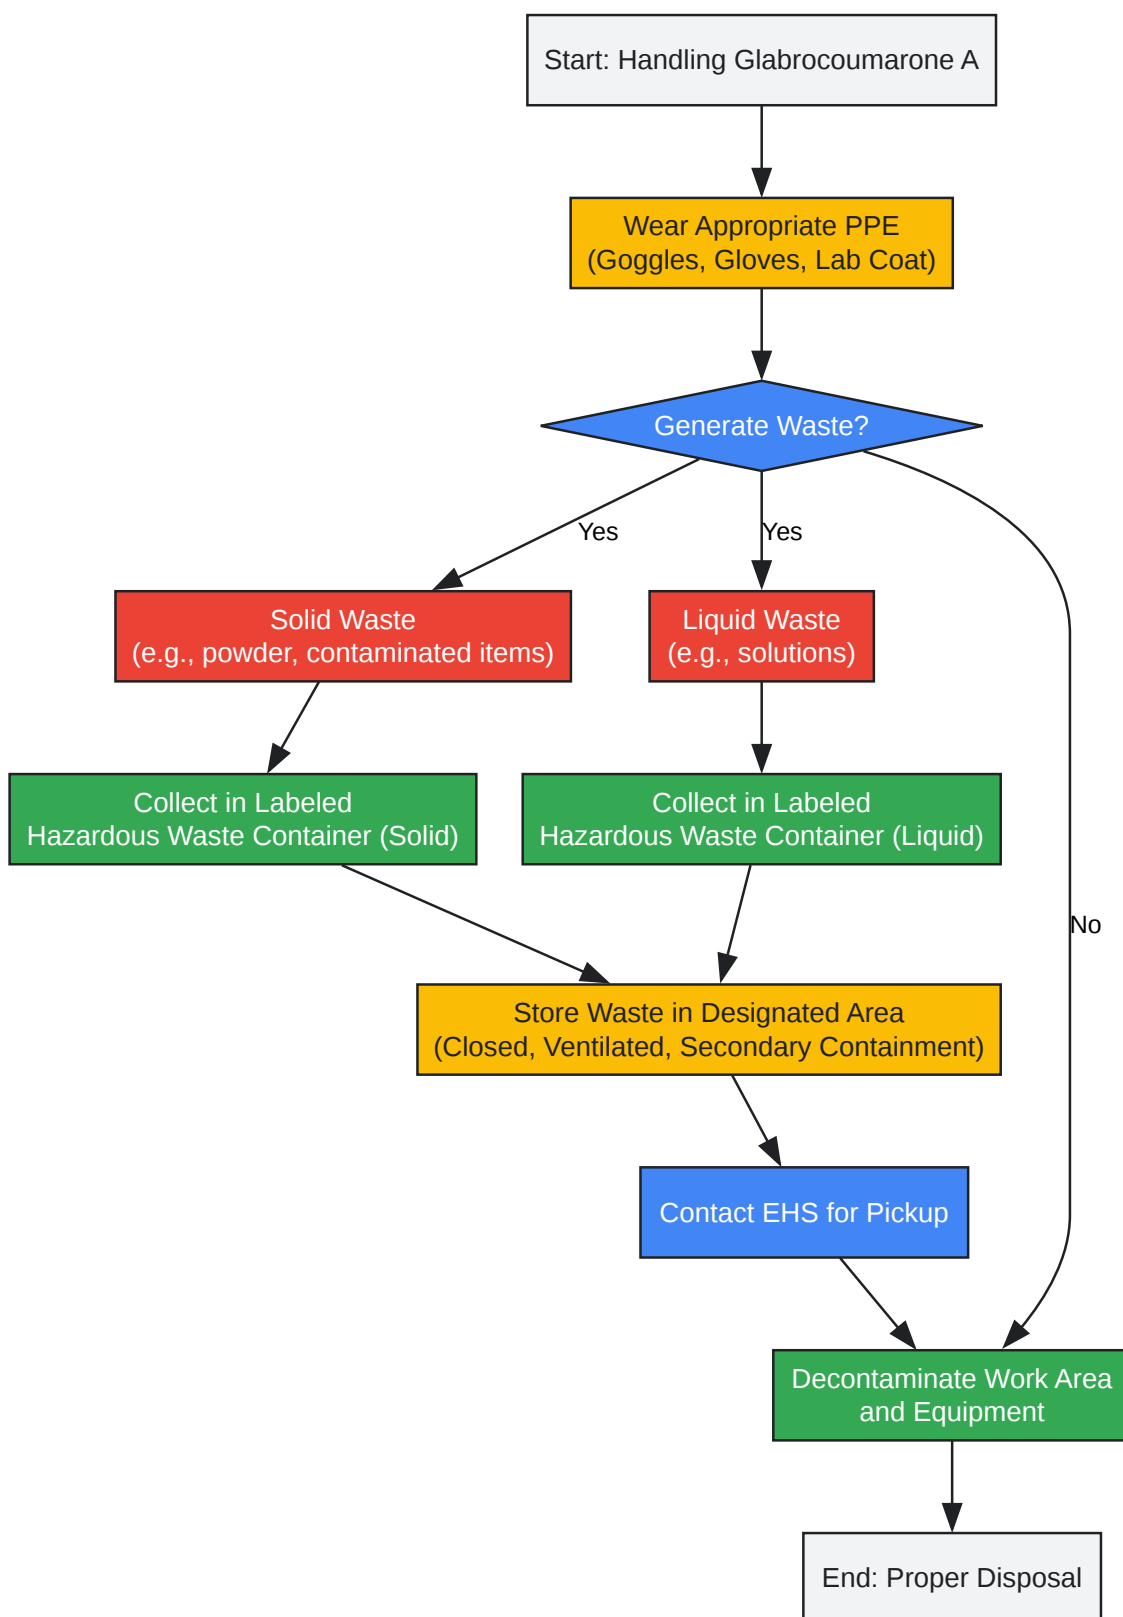 Start: Handling Glabrocoumarone A
Wear Appropriate PPE
(Goggles, Gloves, Lab Coat)
Generate Waste?
Yes
Yes
Solid Waste
(e.g., powder, contaminated items)
Liquid Waste
(e.g., solutions)
Collect in Labeled
Hazardous Waste Container (Solid)
Collect in Labeled
Hazardous Waste Container (Liquid)
No
Store Waste in Designated Area
(Closed, Ventilated, Secondary Containment)
Contact EHS for Pickup
Decontaminate Work Area
and Equipment
End: Proper Disposal